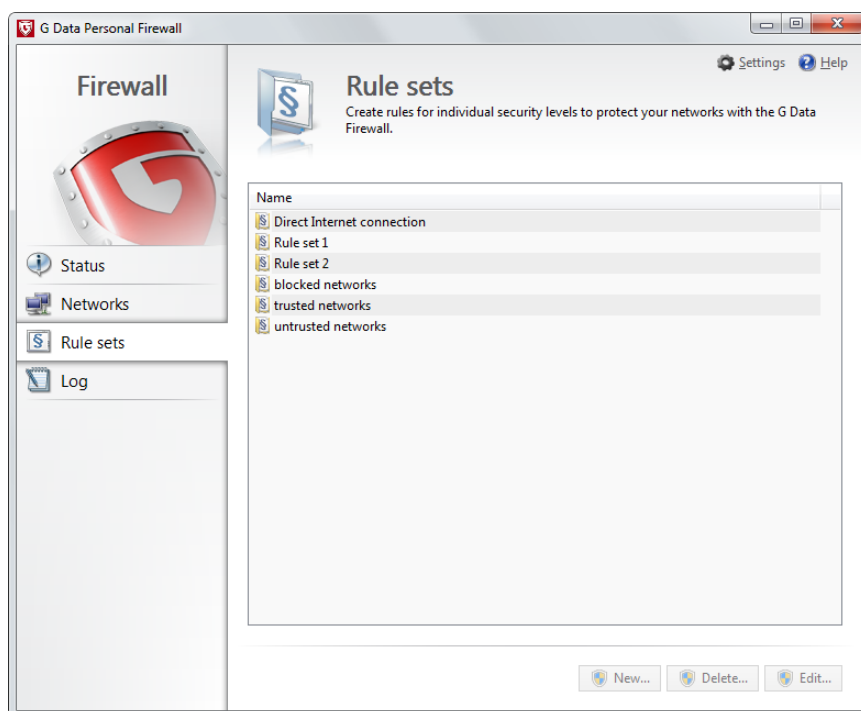 G Data Personal Firewall
Settings
Help
Firewall
Rule sets
Create rules for individual security levels to protect your networks with the G Data
Firewall.
Name
Direct Internet connection
Rule set 1
Rule set 2
blocked networks
trusted networks
untrusted networks
Status
Networks
Rule sets
Log
New...
Delete...
Edit...